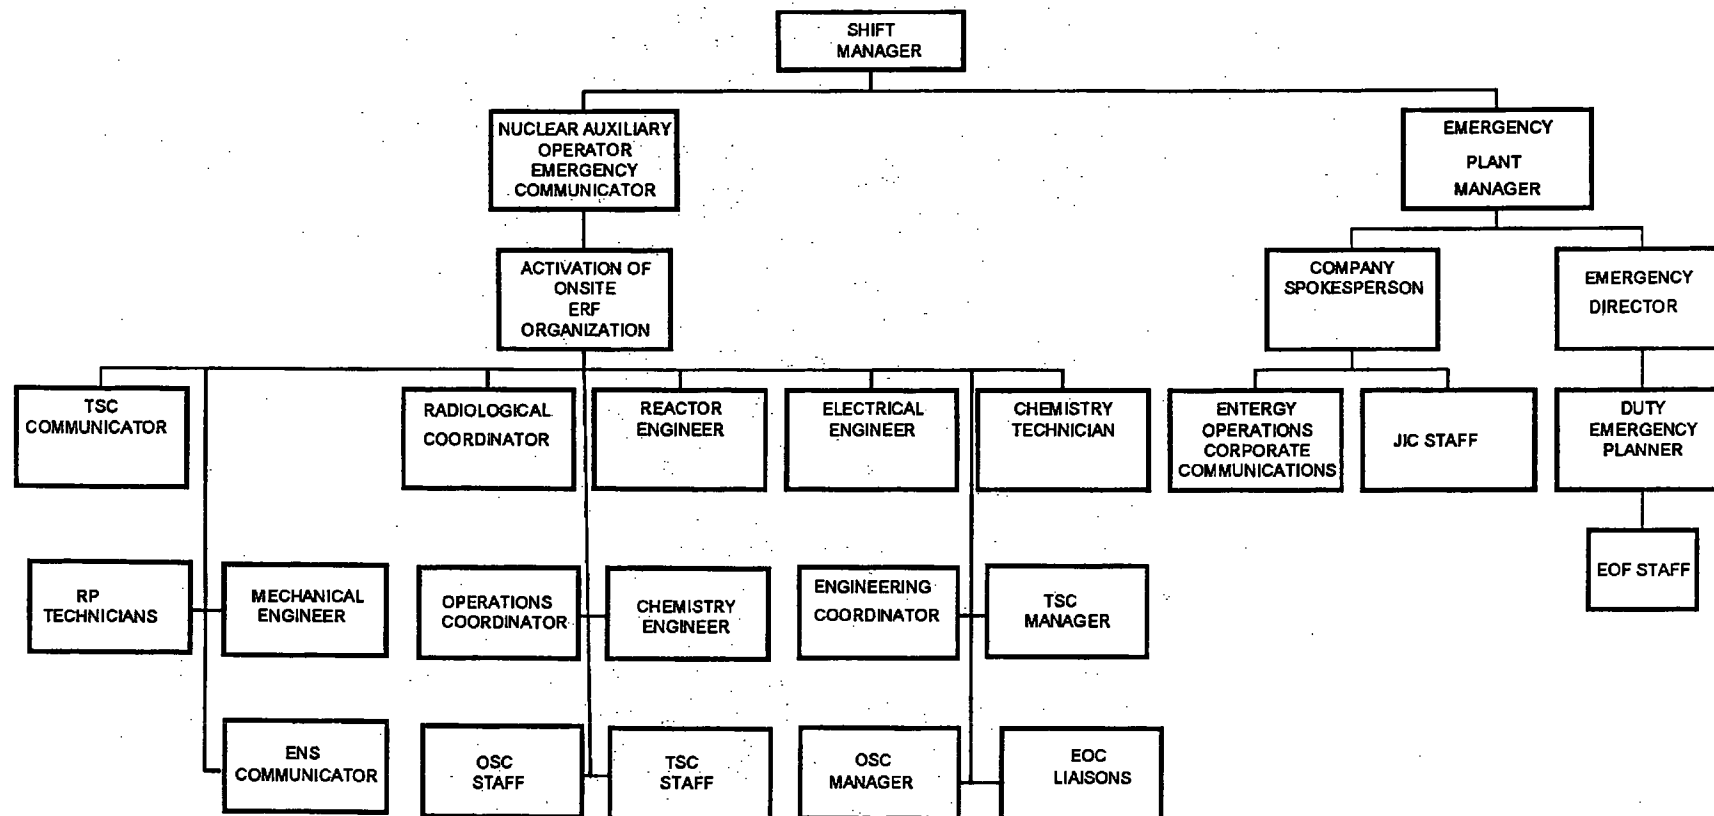 SHIFT
MANAGER
NUCLEAR AUXILIARY
OPERATOR
EMERGENCY
COMMUNICATOR
EMERGENCY
PLANT
MANAGER
ACTIVATION OF
ONSITE
ERF
ORGANIZATION
COMPANY
SPOKESPERSON
EMERGENCY
DIRECTOR
TSC
COMMUNICATOR
RADIOLOGICAL
COORDINATOR
REACTOR
ENGINEER
ELECTRICAL
ENGINEER
CHEMISTRY
TECHNICIAN
ENTERGY
OPERATIONS
CORPORATE
COMMUNICATIONS
JIC STAFF
DUTY
EMERGENCY
PLANNER
RP
TECHNICIANS
MECHANICAL
ENGINEER
OPERATIONS
COORDINATOR
CHEMISTRY
ENGINEER
ENGINEERING
COORDINATOR
TSC
MANAGER
EOF STAFF
ENS
COMMUNICATOR
OSC
STAFF
TSC
STAFF
OSC
MANAGER
EOC
LIAISONS